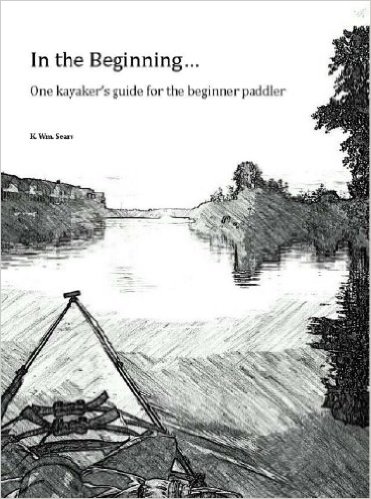 In the Beginning...
One kayaker's guide for the beginner paddler
K. Wm. Sears